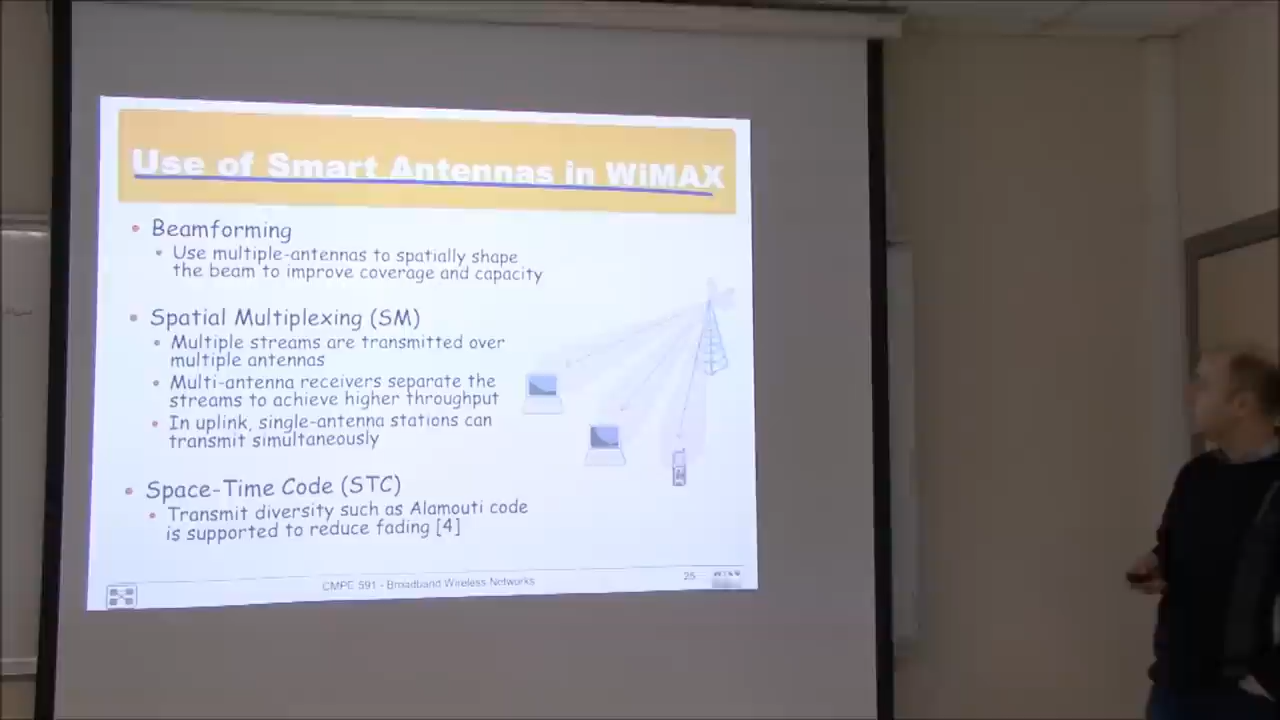 Use of Smart Antennas in WiMAX
• Beamforming
• Use multiple-antennas to spatially shape
the beam to improve coverage and capacity
• Spatial Multiplexing (SM)
• Multiple streams are transmitted over
multiple antennas
• Multi-antenna receivers separate the
streams to achieve higher throughput
• In uplink, single-antenna stations can
transmit simultaneously
• Space-Time Code (STC)
• Transmit diversity such as Alamouti code
is supported to reduce fading [4]
CMPE 591 - Broadband Wireless Networks
25